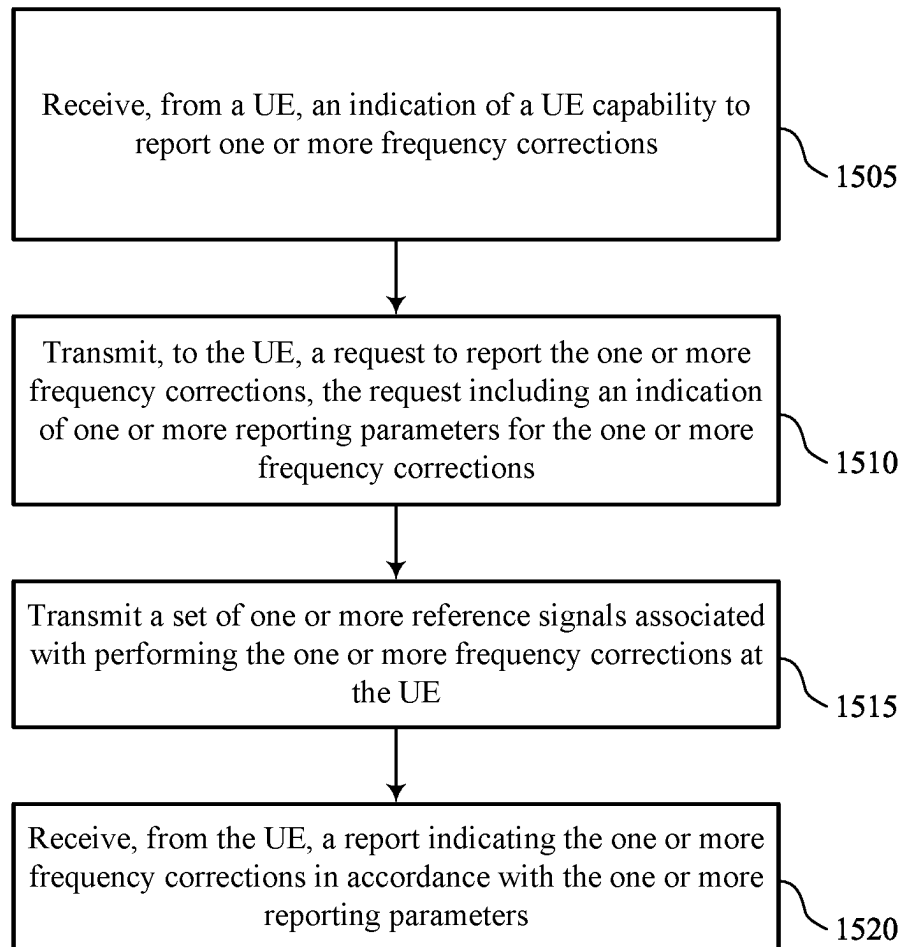 Receive, from a UE, an indication of a UE capability to
report one or more frequency corrections
1505
Transmit, to the UE, a request to report the one or more
frequency corrections, the request including an indication
of one or more reporting parameters for the one or more
frequency corrections
1510
Transmit a set of one or more reference signals associated
with performing the one or more frequency corrections at
the UE
1515
Receive, from the UE, a report indicating the one or more
frequency corrections in accordance with the one or more
reporting parameters
1520